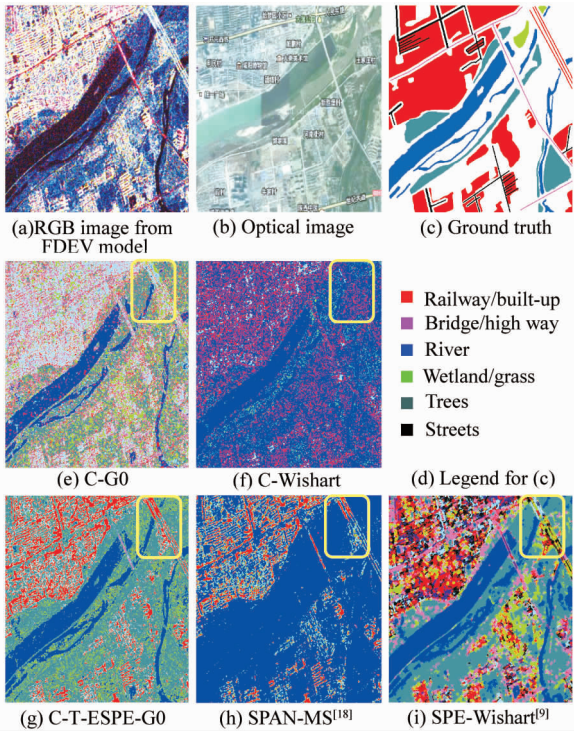 (a)RGB image from
FDEV model
(b) Optical image
(c) Ground truth
Railway/built-up
Bridge/high way
River
Wetland/grass
Trees
Streets
(e) C-G0
(f) C-Wishart
(d) Legend for (c)
(g) C-T-ESPE-G0
(h) SPAN-MS[18]
(i) SPE-Wishart[9]